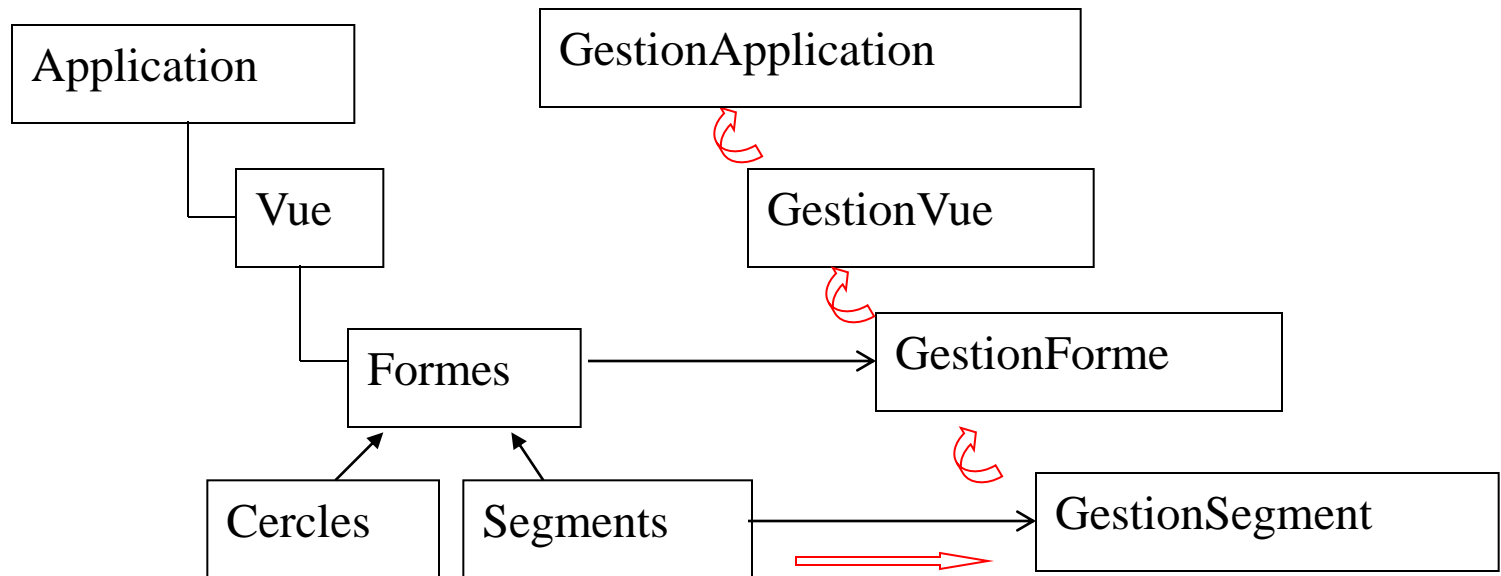 Application
GestionApplication
Vue
GestionVue
Formes
GestionForme
Cercles
Segments
GestionSegment